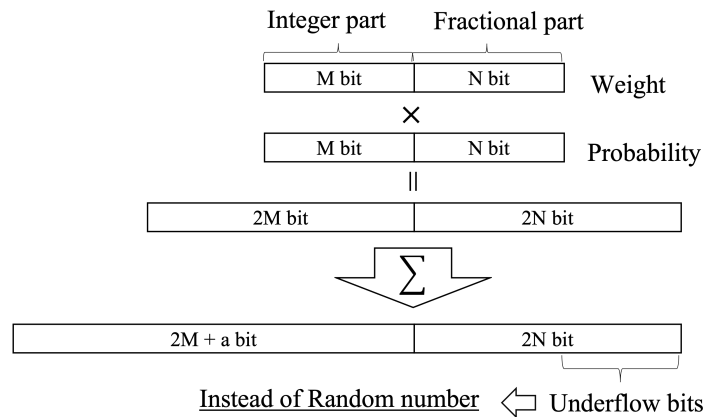 Integer part Fractional part
M bit N bit Weight
×
M bit N bit Probability
=
2M bit 2N bit
∑
2M + a bit 2N bit
Instead of Random number Underflow bits